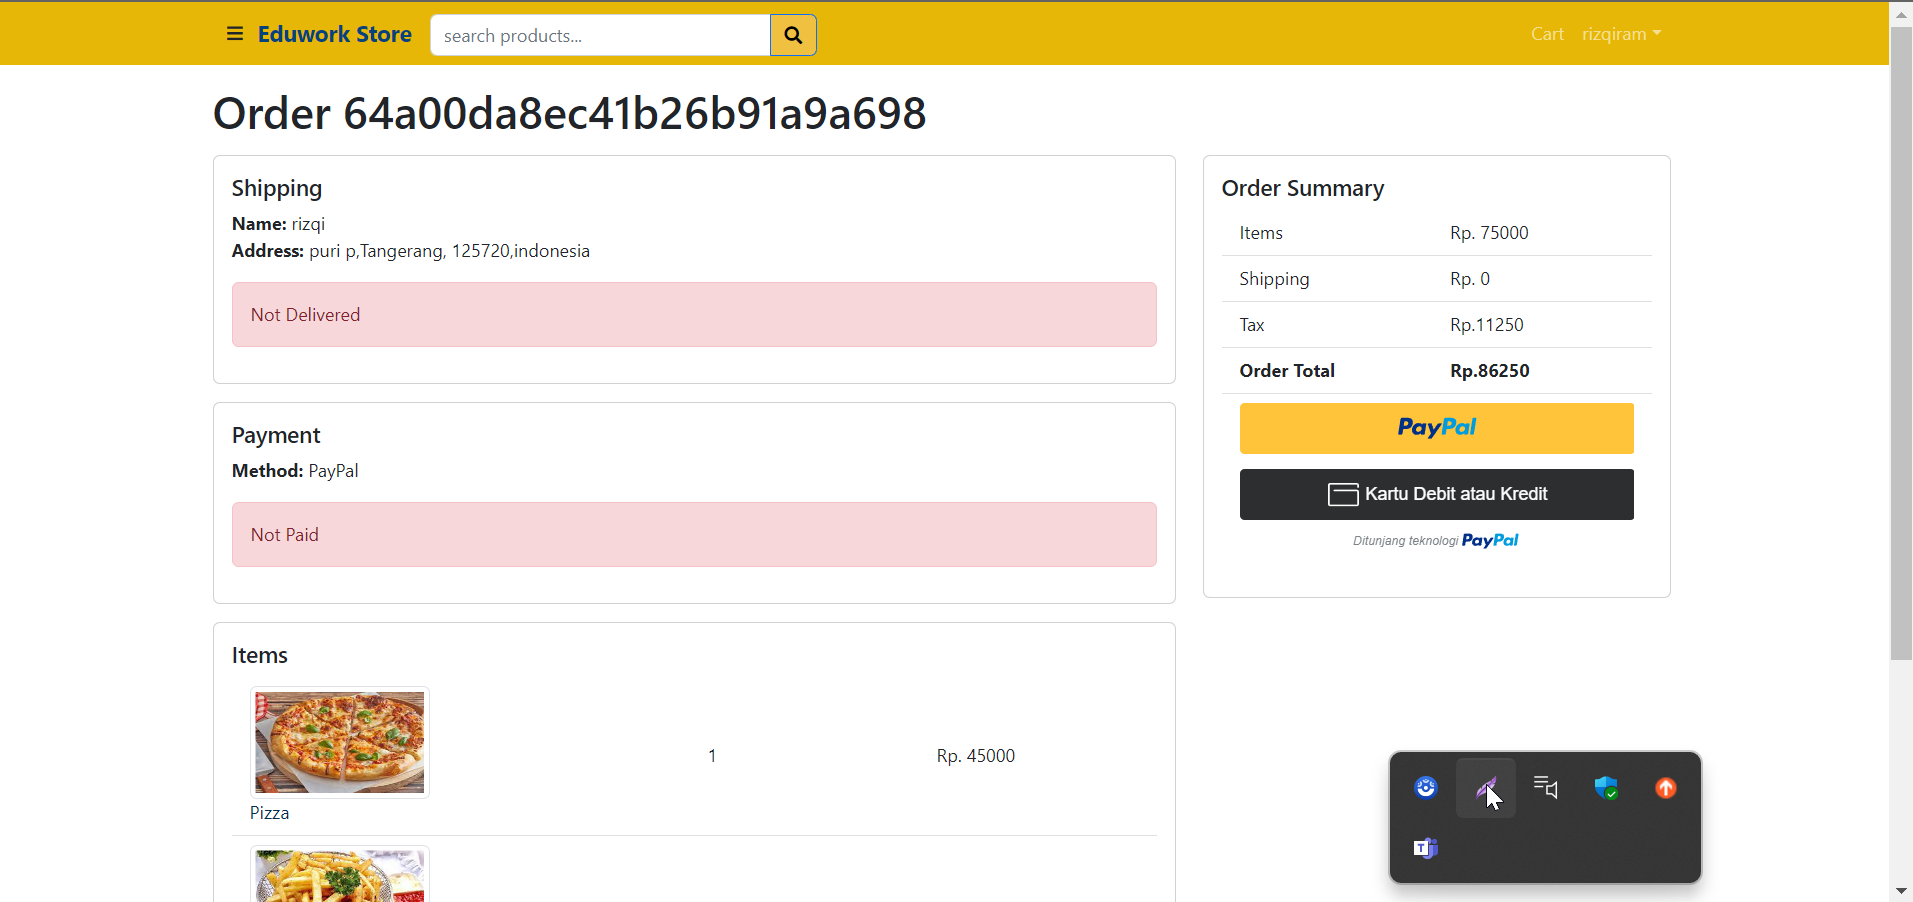 Eduwork Store
search products...
Cart
rizqiram
Order 64a00da8ec41b26b91a9a698
Shipping
Name: rizqi
Address: puri p,Tangerang, 125720,indonesia
Not Delivered
Payment
Method: PayPal
Not Paid
Items
1
Rp. 45000
Pizza
Order Summary
Items Rp. 75000
Shipping Rp. 0
Tax Rp.11250
Order Total Rp.86250
PayPal
Kartu Debit atau Kredit
Ditunjang teknologi PayPal
T